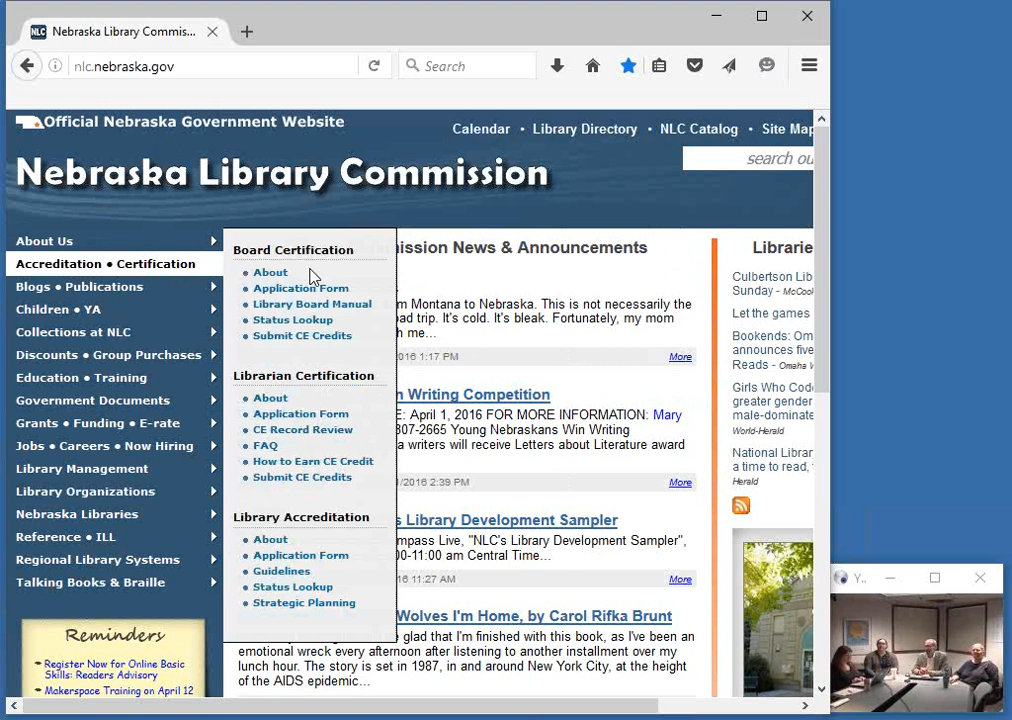 NLC Nebraska Library Commis...
nlc.nebraska.gov
Search
Official Nebraska Government Website
Calendar • Library Directory • NLC Catalog • Site Map
Nebraska Library Commission
search ou
About Us
Accreditation • Certification
Blogs • Publications
Children • YA
Collections at NLC
Discounts • Group Purchases
Education • Training
Government Documents
Grants • Funding • E-rate
Jobs • Careers • Now Hiring
Library Management
Library Organizations
Nebraska Libraries
Reference • ILL
Regional Library Systems
Talking Books & Braille
Reminders
Register Now for Online Basic
Skills: Readers Advisory
Makerspace Training on April 12
Board Certification
About
Application Form
Library Board Manual
Status Lookup
Submit CE Credits
Librarian Certification
About
Application Form
CE Record Review
FAQ
How to Earn CE Credit
Submit CE Credits
Library Accreditation
About
Application Form
Guidelines
Status Lookup
Strategic Planning
mission News & Announcements
m Montana to Nebraska. This is not necessarily the
ad trip. It's cold. It's bleak. Fortunately, my mom
h me...
016 1:17 PM More
n Writing Competition
E: April 1, 2016 FOR MORE INFORMATION: Mary
807-2665 Young Nebraskans Win Writing
a writers will receive Letters about Literature award
/2016 2:39 PM More
s Library Development Sampler
mpass Live, "NLC's Library Development Sampler",
00-11:00 am Central Time...
16 11:27 AM More
Wolves I'm Home, by Carol Rifka Brunt
glad that I'm finished with this book, as I've been an
emotional wreck every afternoon after listening to another installment over my
lunch hour. The story is set in 1987, in and around New York City, at the height
of the AIDS epidemic...
Librarie
Culbertson Lib
Sunday - McCook
Let the games
Bookends: Om
announces five
Reads - Omaha W
Girls Who Code
greater gender
male-dominate
World-Herald
National Library
a time to read,
Herald
Y...